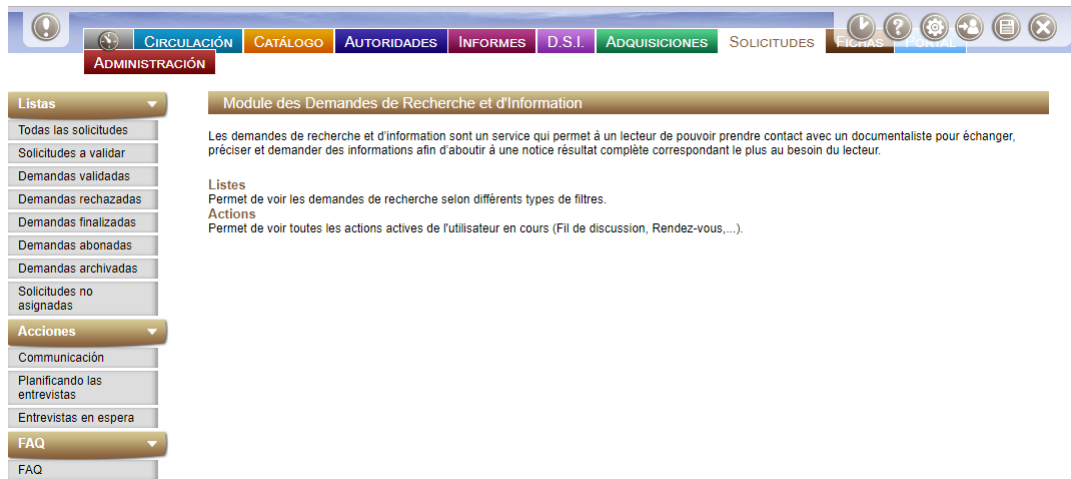 Circulación Catálogo Autoridades Informes D.S.I. Adquisiciones Solicitudes Fichas Portal
Administración
Listas
Todas las solicitudes
Solicitudes a validar
Demandas validadas
Demandas rechazadas
Demandas finalizadas
Demandas abonadas
Demandas archivadas
Solicitudes no
asignadas
Acciones
Communicación
Planificando las
entrevistas
Entrevistas en espera
FAQ
FAQ
Module des Demandes de Recherche et d'Information
Les demandes de recherche et d'information sont un service qui permet à un lecteur de pouvoir prendre contact avec un documentaliste pour échanger,
préciser et demander des informations afin d'aboutir à une notice résultat complète correspondant le plus au besoin du lecteur.
Listes
Permet de voir les demandes de recherche selon différents types de filtres.
Actions
Permet de voir toutes les actions actives de l'utilisateur en cours (Fil de discussion, Rendez-vous,...).